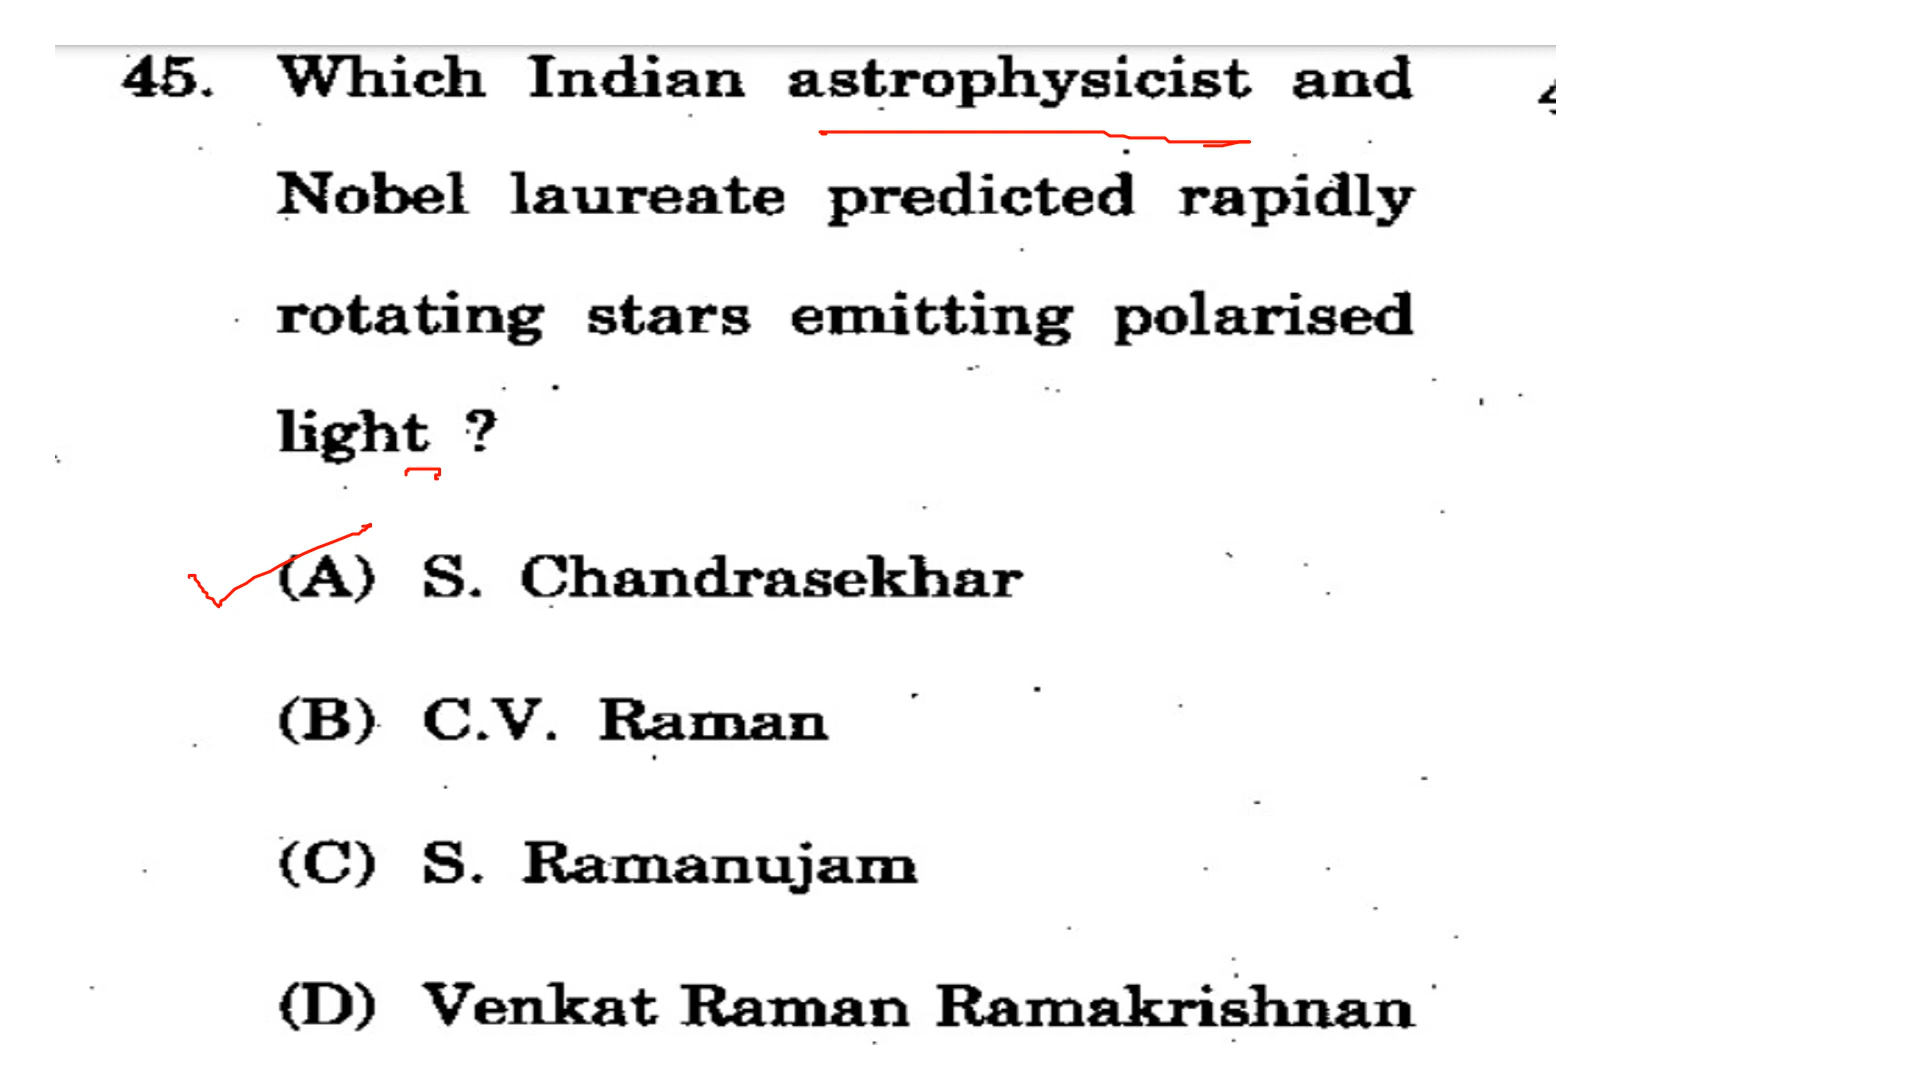 45. Which Indian astrophysicist and
Nobel laureate predicted rapidly
rotating stars emitting polarised
light ?
(A) S. Chandrasekhar
(B) C.V. Raman
(C) S. Ramanujam
(D) Venkat Raman Ramakrishnan